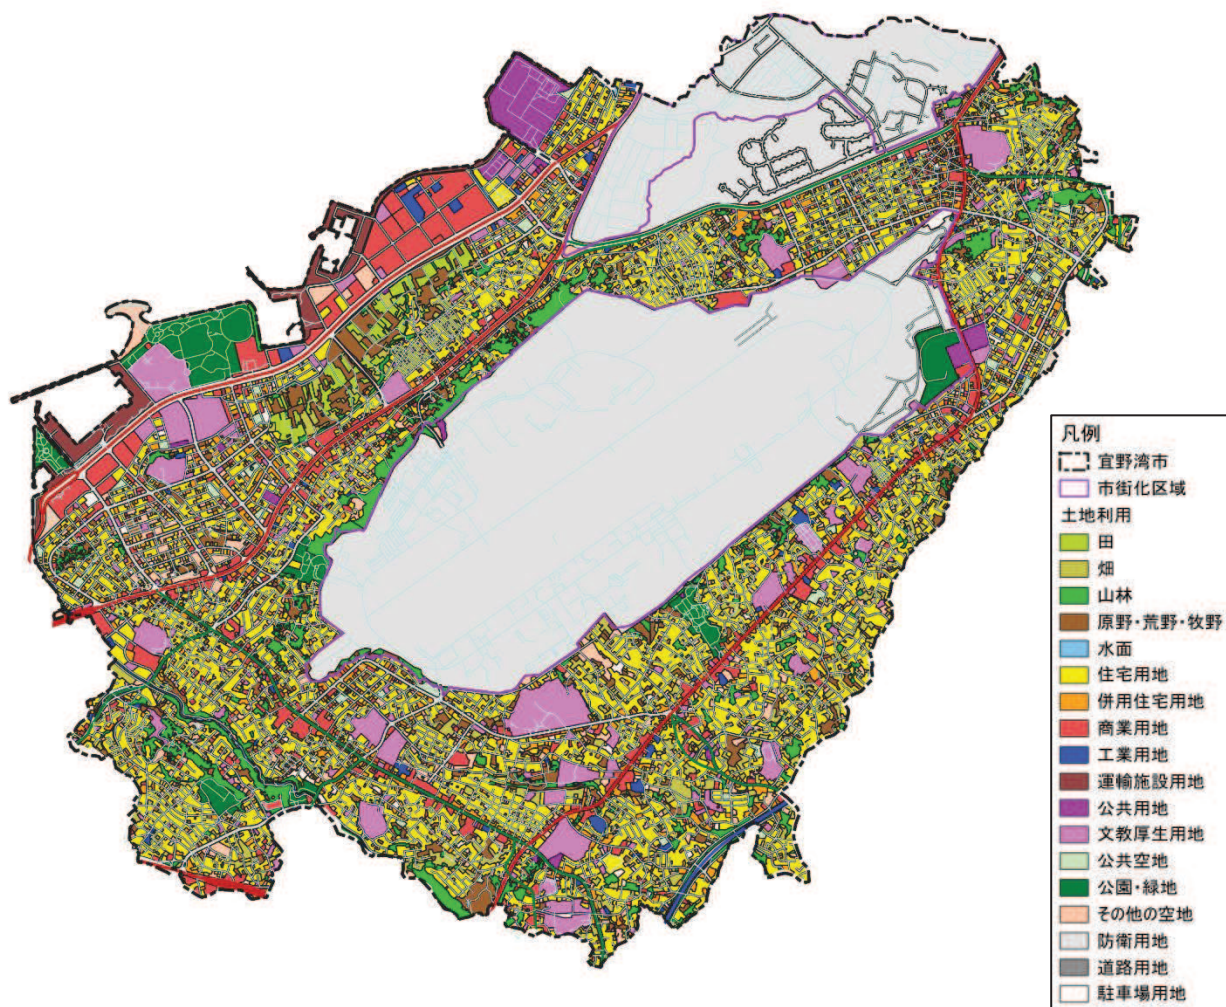 凡例
宜野湾市
市街化区域
土地利用
田
畑
山林
原野・荒野・牧野
水面
住宅用地
併用住宅用地
商業用地
工業用地
運輸施設用地
公共用地
文教厚生用地
公共空地
公園・緑地
その他の空地
防衛用地
道路用地
駐車場用地